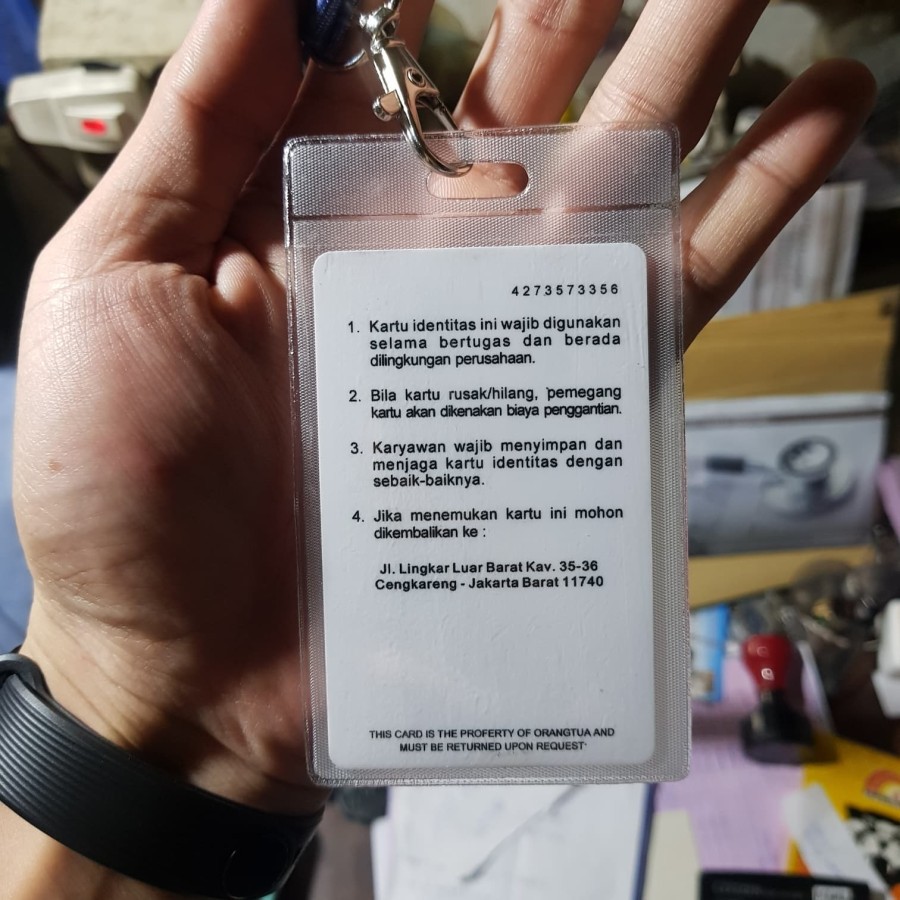 4273573356
1. Kartu identitas ini wajib digunakan
selama bertugas dan berada
dilingkungan perusahaan.
2. Bila kartu rusak/hilang, pemegang
kartu akan dikenakan biaya penggantian.
3. Karyawan wajib menyimpan dan
menjaga kartu identitas dengan
sebaik-baiknya.
4. Jika menemukan kartu ini mohon
dikembalikan ke :
Jl. Lingkar Luar Barat Kav. 35-36
Cengkareng - Jakarta Barat 11740
THIS CARD IS THE PROPERTY OF ORANGTUA AND
MUST BE RETURNED UPON REQUEST